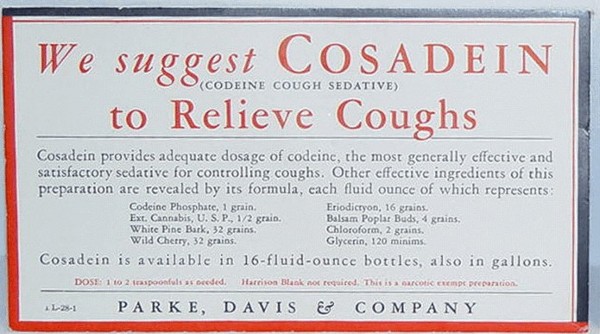 We suggest COSADEIN
(CODEINE COUGH SEDATIVE)
to Relieve Coughs
Cosadein provides adequate dosage of codeine, the most generally effective and
satisfactory sedative for controlling coughs. Other effective ingredients of this
preparation are revealed by its formula, each fluid ounce of which represents:
Codeine Phosphate, 1 grain.
Ext. Cannabis, U. S. P., 1/2 grain.
White Pine Bark, 32 grains.
Wild Cherry, 32 grains.
Eriodictyon, 16 grains.
Balsam Poplar Buds, 4 grains.
Chloroform, 2 grains.
Glycerin, 120 minims.
Cosadein is available in 16-fluid-ounce bottles, also in gallons.
DOSE: 1 to 2 teaspoonfuls as needed. Harrison Blank not required. This is a narcotic exempt preparation.
L-28-1 PARKE, DAVIS & COMPANY